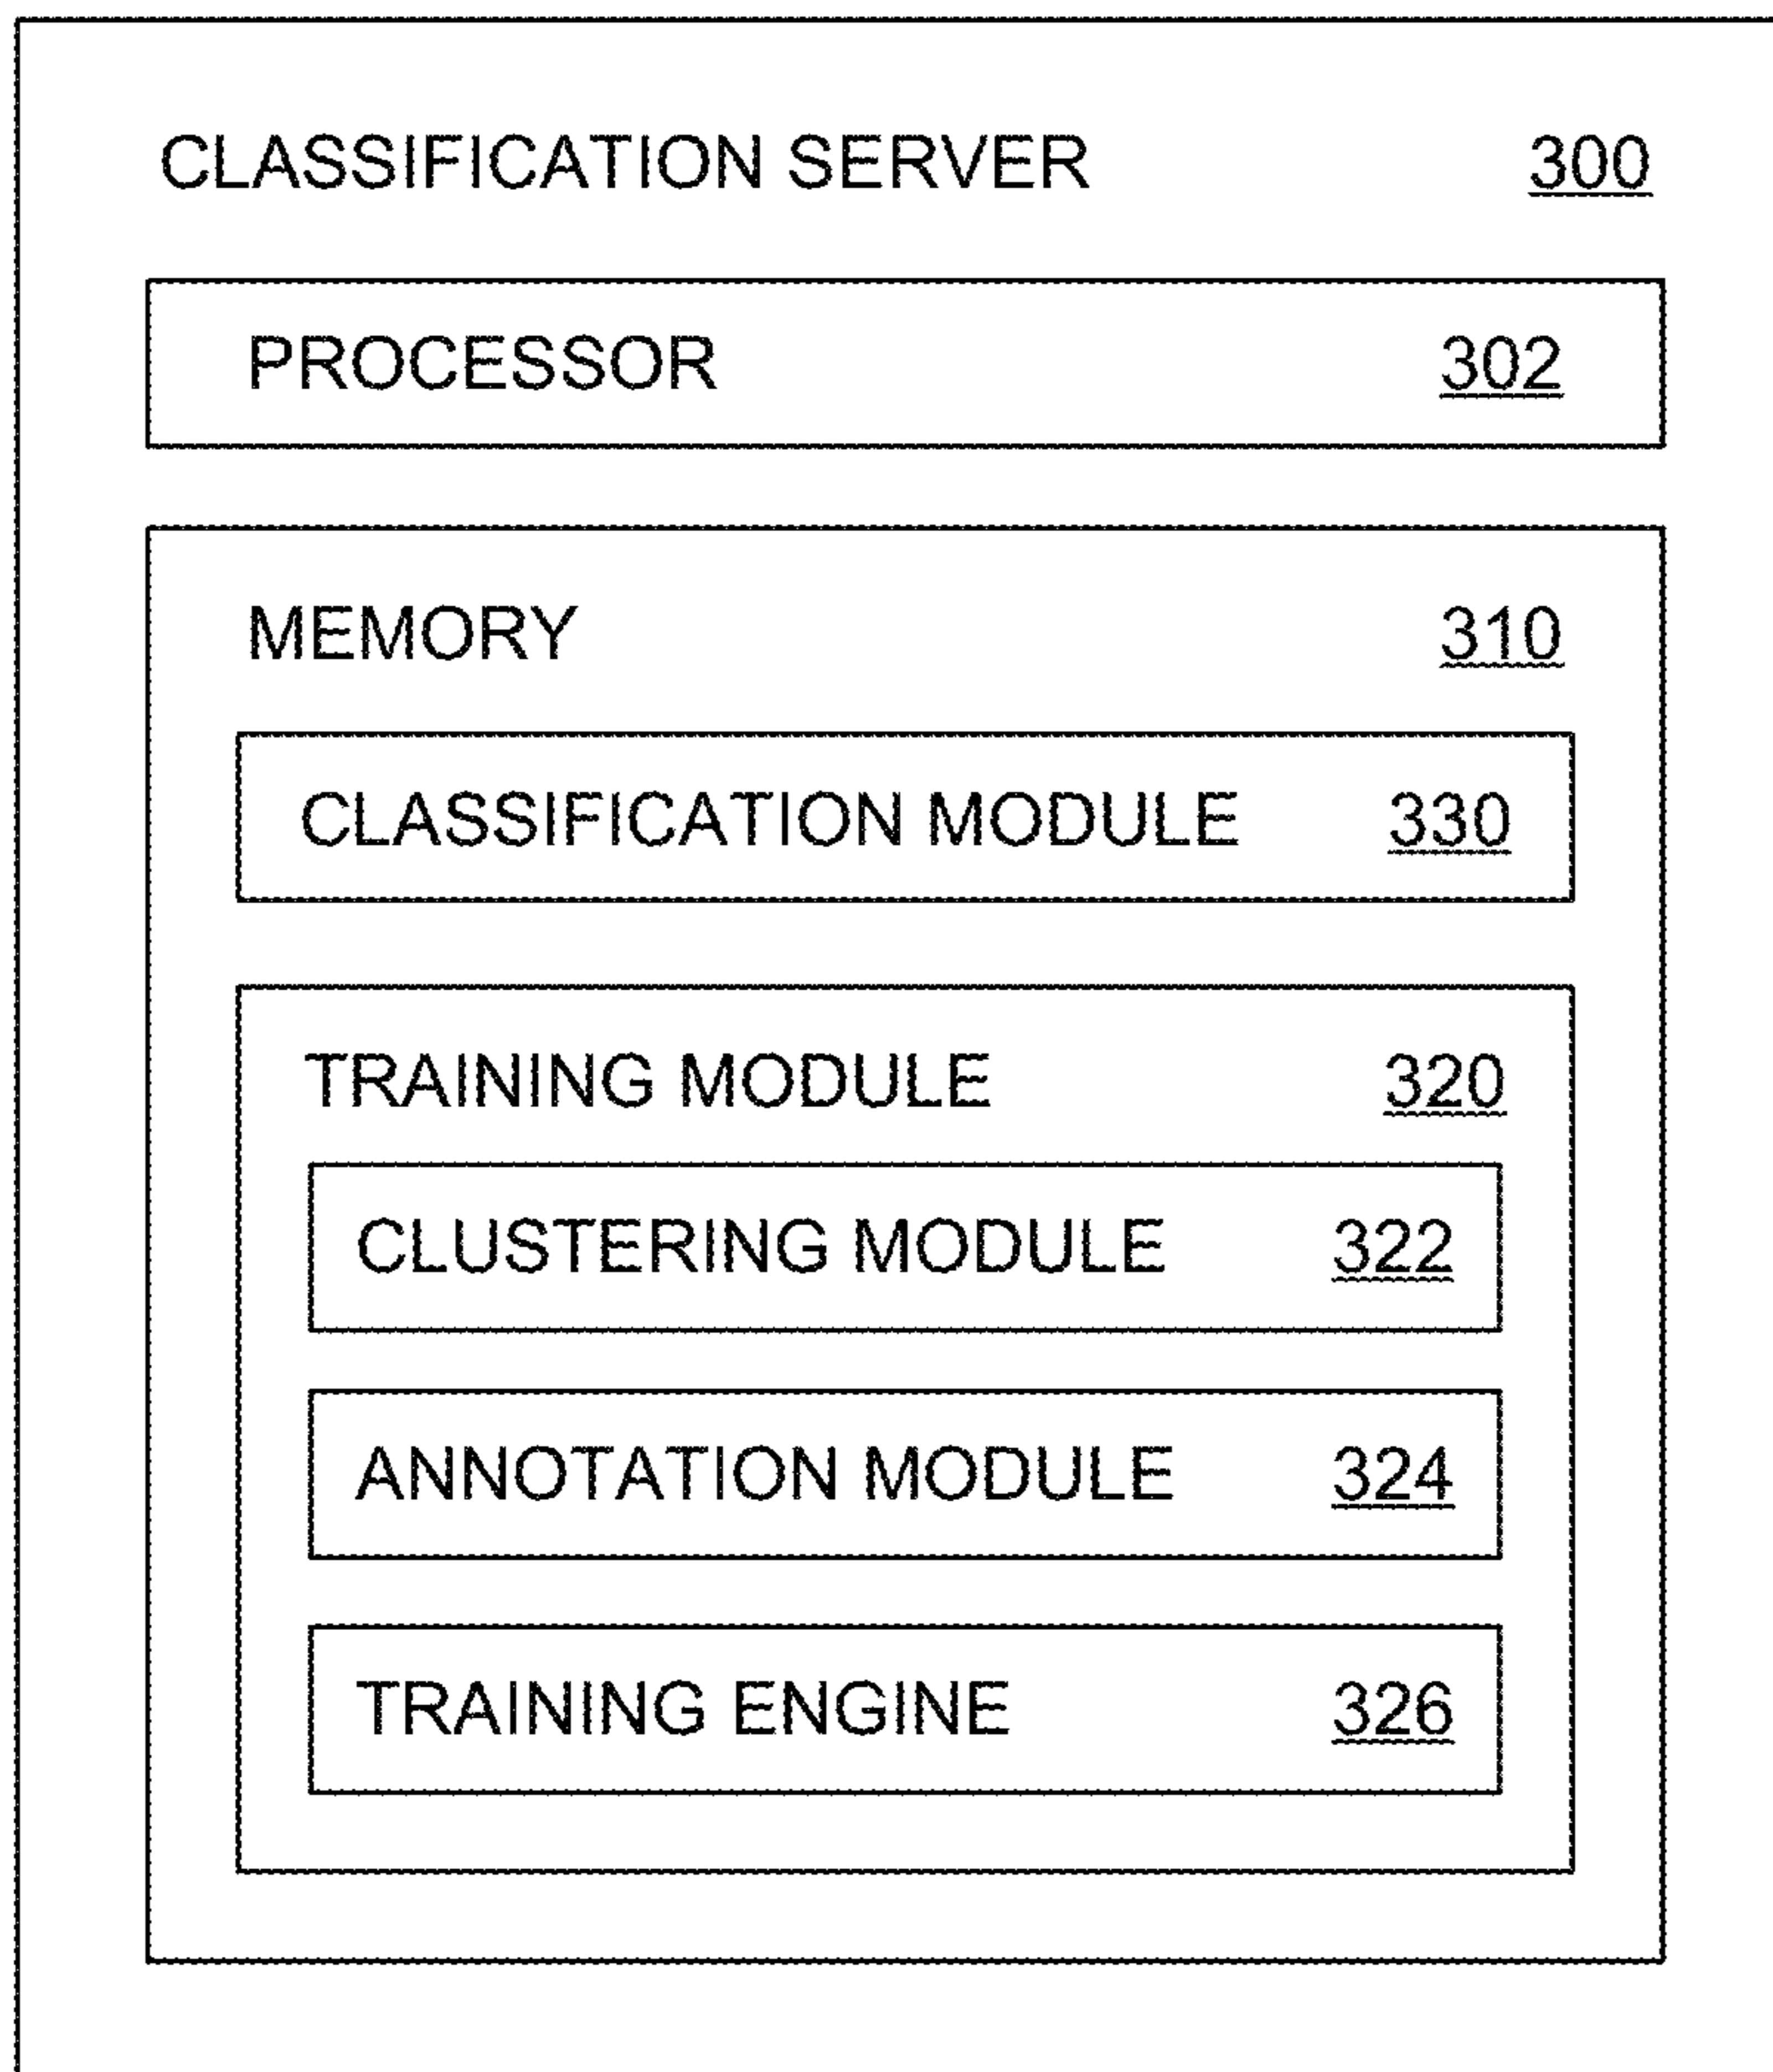 CLASSIFICATION SERVER 300
PROCESSOR 302
MEMORY 310
CLASSIFICATION MODULE 330
TRAINING MODULE 320
CLUSTERING MODULE 322
ANNOTATION MODULE 324
TRAINING ENGINE 326